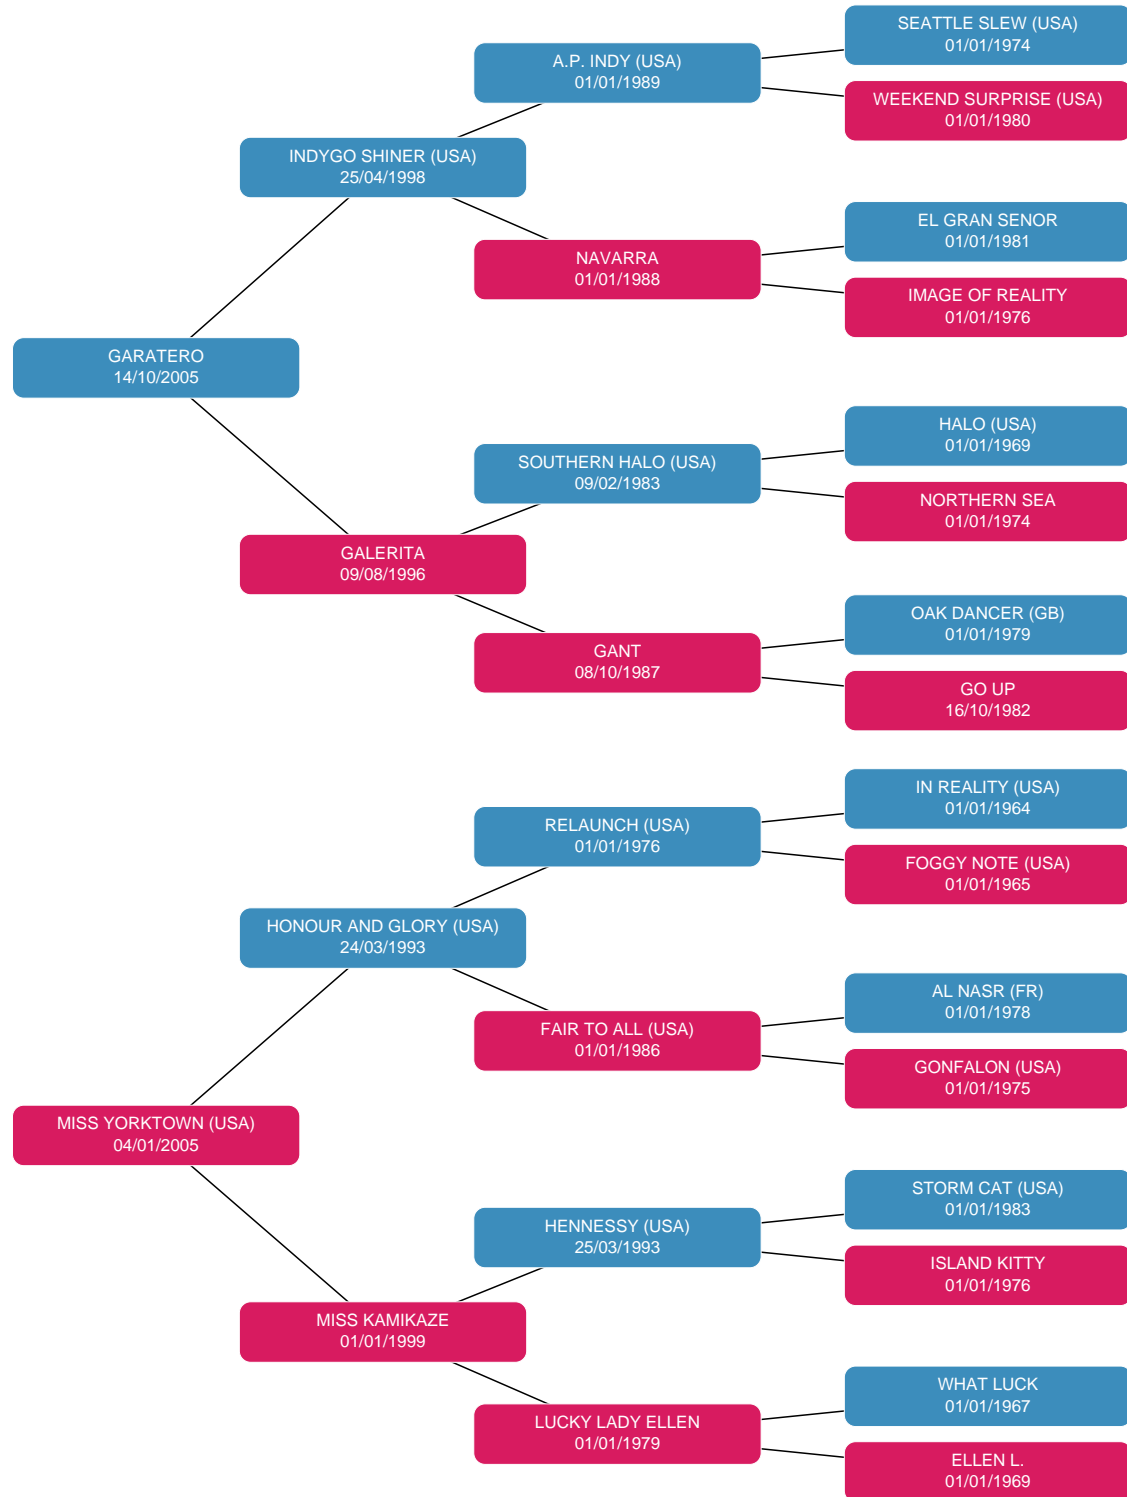 SEATTLE SLEW (USA)
01/01/1974
A.P. INDY (USA)
01/01/1989
WEEKEND SURPRISE (USA)
01/01/1980
INDYGO SHINER (USA)
25/04/1998
EL GRAN SENOR
01/01/1981
NAVARRA
01/01/1988
IMAGE OF REALITY
01/01/1976
GARATERO
14/10/2005
HALO (USA)
01/01/1969
SOUTHERN HALO (USA)
09/02/1983
NORTHERN SEA
01/01/1974
GALERITA
09/08/1996
OAK DANCER (GB)
01/01/1979
GANT
08/10/1987
GO UP
16/10/1982
IN REALITY (USA)
01/01/1964
RELAUNCH (USA)
01/01/1976
FOGGY NOTE (USA)
01/01/1965
HONOUR AND GLORY (USA)
24/03/1993
AL NASR (FR)
01/01/1978
FAIR TO ALL (USA)
01/01/1986
GONFALON (USA)
01/01/1975
MISS YORKTOWN (USA)
04/01/2005
STORM CAT (USA)
01/01/1983
HENNESSY (USA)
25/03/1993
ISLAND KITTY
01/01/1976
MISS KAMIKAZE
01/01/1999
WHAT LUCK
01/01/1967
LUCKY LADY ELLEN
01/01/1979
ELLEN L.
01/01/1969